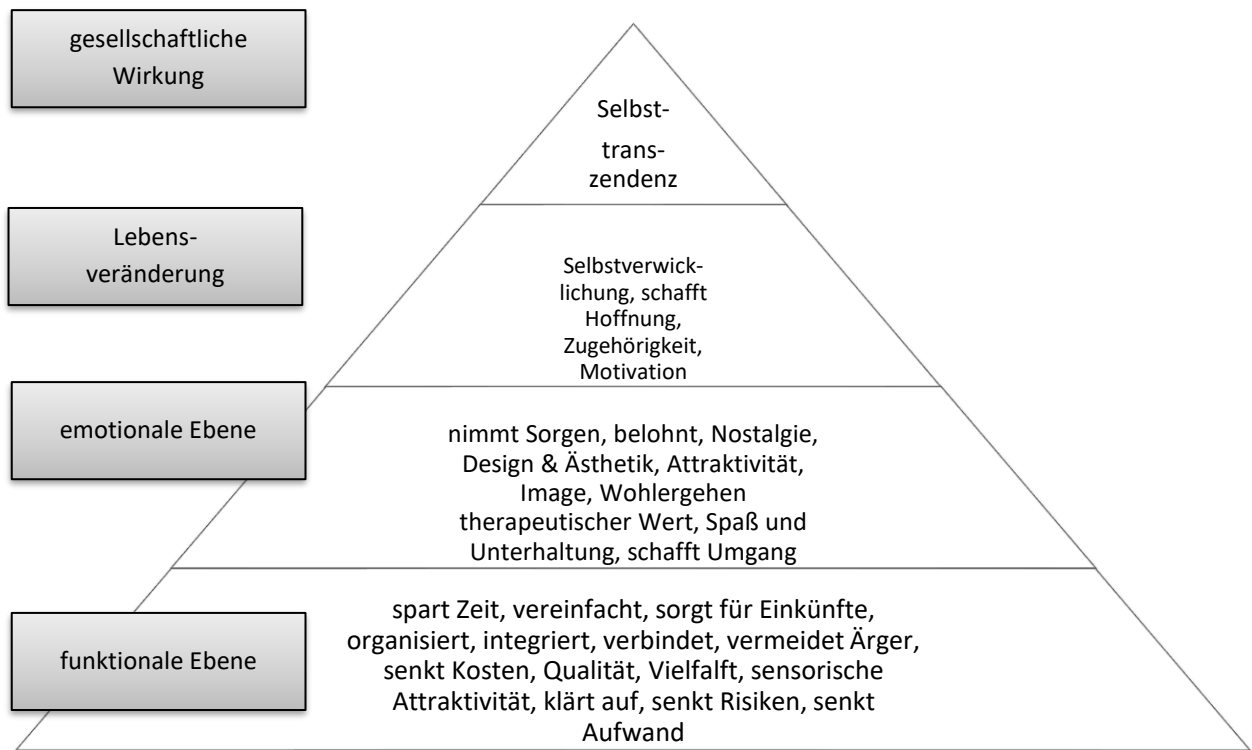 gesellschaftliche
Wirkung
Selbst-
trans-
zendenz
Lebens-
veränderung
Selbstverwick-
lichung, schafft
Hoffnung,
Zugehörigkeit,
Motivation
emotionale Ebene
nimmt Sorgen, belohnt, Nostalgie,
Design & Ästhetik, Attraktivität,
Image, Wohlergehen
therapeutischer Wert, Spaß und
Unterhaltung, schafft Umgang
funktionale Ebene
spart Zeit, vereinfacht, sorgt für Einkünfte,
organisiert, integriert, verbindet, vermeidet Ärger,
senkt Kosten, Qualität, Vielfalft, sensorische
Attraktivität, klärt auf, senkt Risiken, senkt
Aufwand